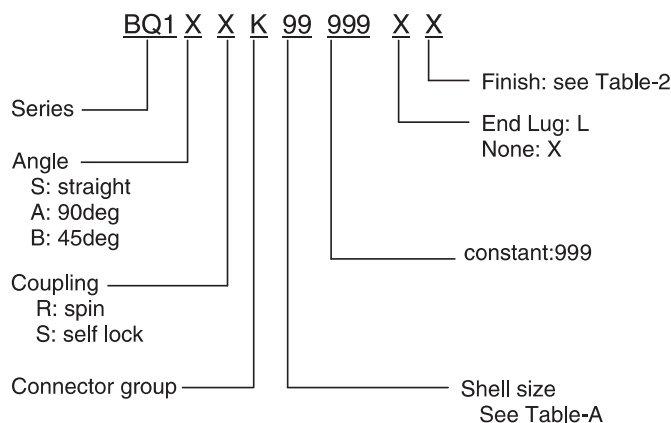 BQ1 X X K 99 999 X X
Finish: see Table-2
Series
End Lug: L
None: X
Angle
S: straight
A: 90deg
B: 45deg
constant:999
Coupling
R: spin
S: self lock
Connector group
Shell size
See Table-A